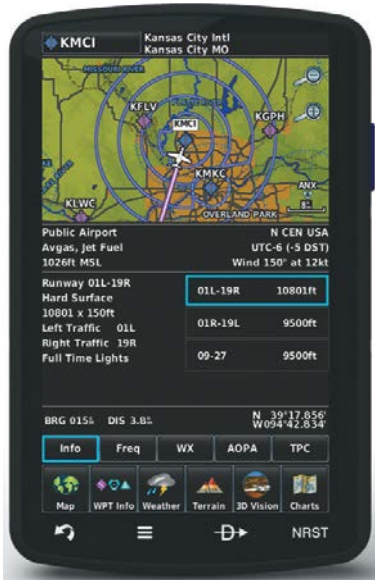 KMCI
Kansas City Intl
Kansas City MO
MISSOURI RIVER
KFLV
KGPH
KMCI
KMKC
ANX
KLWC
OVERLAND PARK
Public Airport
N CEN USA
Avgas, Jet Fuel
UTC-6 (-5 DST)
1026ft MSL
Wind 150° at 12kt
Runway 01L-19R
Hard Surface
10801 x 150ft
Left Traffic 01L
Right Traffic 19R
Full Time Lights
01L-19R 10801ft
01R-19L 9500ft
09-27 9500ft
BRG 015° DIS 3.8
N 39°17.856'
W094°42.834'
Info
Freq
WX
AOPA
TPC
Map
WPT Info
Weather
Terrain
3D Vision
Charts
D
NRST